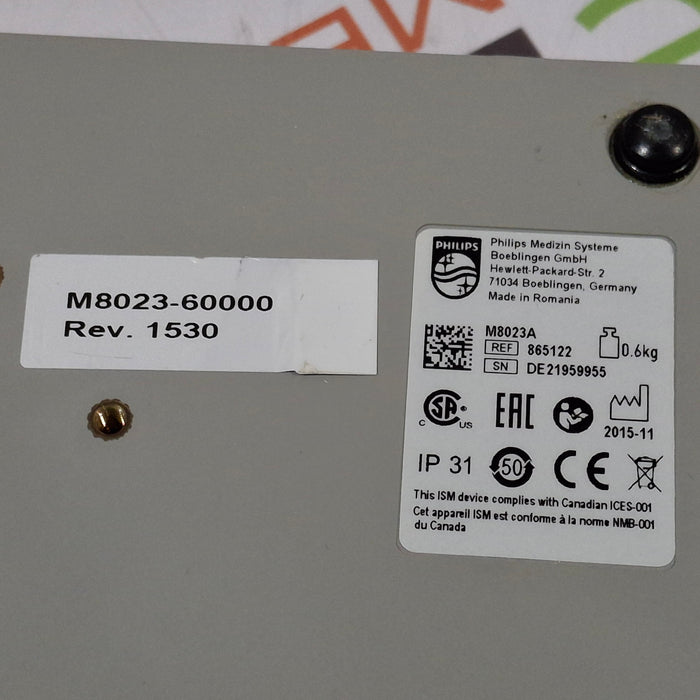 M8023-60000
Rev. 1530
PHILIPS
Philips Medizin Systeme
Boeblingen GmbH
Hewlett-Packard-Str. 2
71034 Boeblingen, Germany
Made in Romania
M8023A
REF 865122
SN DE21959955
0.6kg
C SA US
EAC
2015-11
IP 31
50
CE
This ISM device complies with Canadian ICES-001
Cet appareil ISM est conforme à la norme NMB-001
du Canada